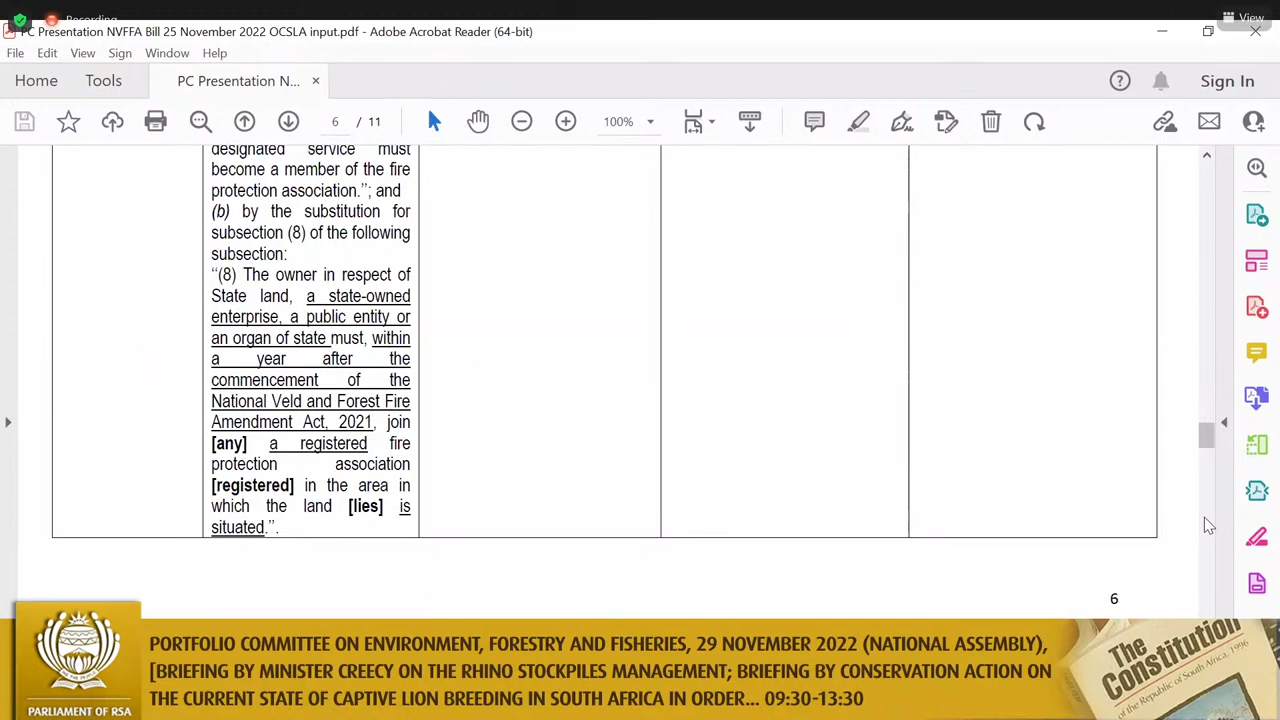 Recording
View
PC Presentation NVFFA Bill 25 November 2022 OCSLA input.pdf - Adobe Acrobat Reader (64-bit)
File Edit View Sign Window Help
Home Tools PC Presentation N... × Sign In
6 / 11 100%
designated service must
become a member of the fire
protection association.’’; and
(b) by the substitution for
subsection (8) of the following
subsection:
‘‘(8) The owner in respect of
State land, a state-owned
enterprise, a public entity or
an organ of state must, within
a year after the
commencement of the
National Veld and Forest Fire
Amendment Act, 2021, join
[any] a registered fire
protection association
[registered] in the area in
which the land [lies] is
situated.’’.
6
PORTFOLIO COMMITTEE ON ENVIRONMENT, FORESTRY AND FISHERIES, 29 NOVEMBER 2022 (NATIONAL ASSEMBLY),
[BRIEFING BY MINISTER CREECY ON THE RHINO STOCKPILES MANAGEMENT; BRIEFING BY CONSERVATION ACTION ON
THE CURRENT STATE OF CAPTIVE LION BREEDING IN SOUTH AFRICA IN ORDER... 09:30-13:30
PARLIAMENT OF RSA
The
Constitution
of the Republic of South Africa, 1996